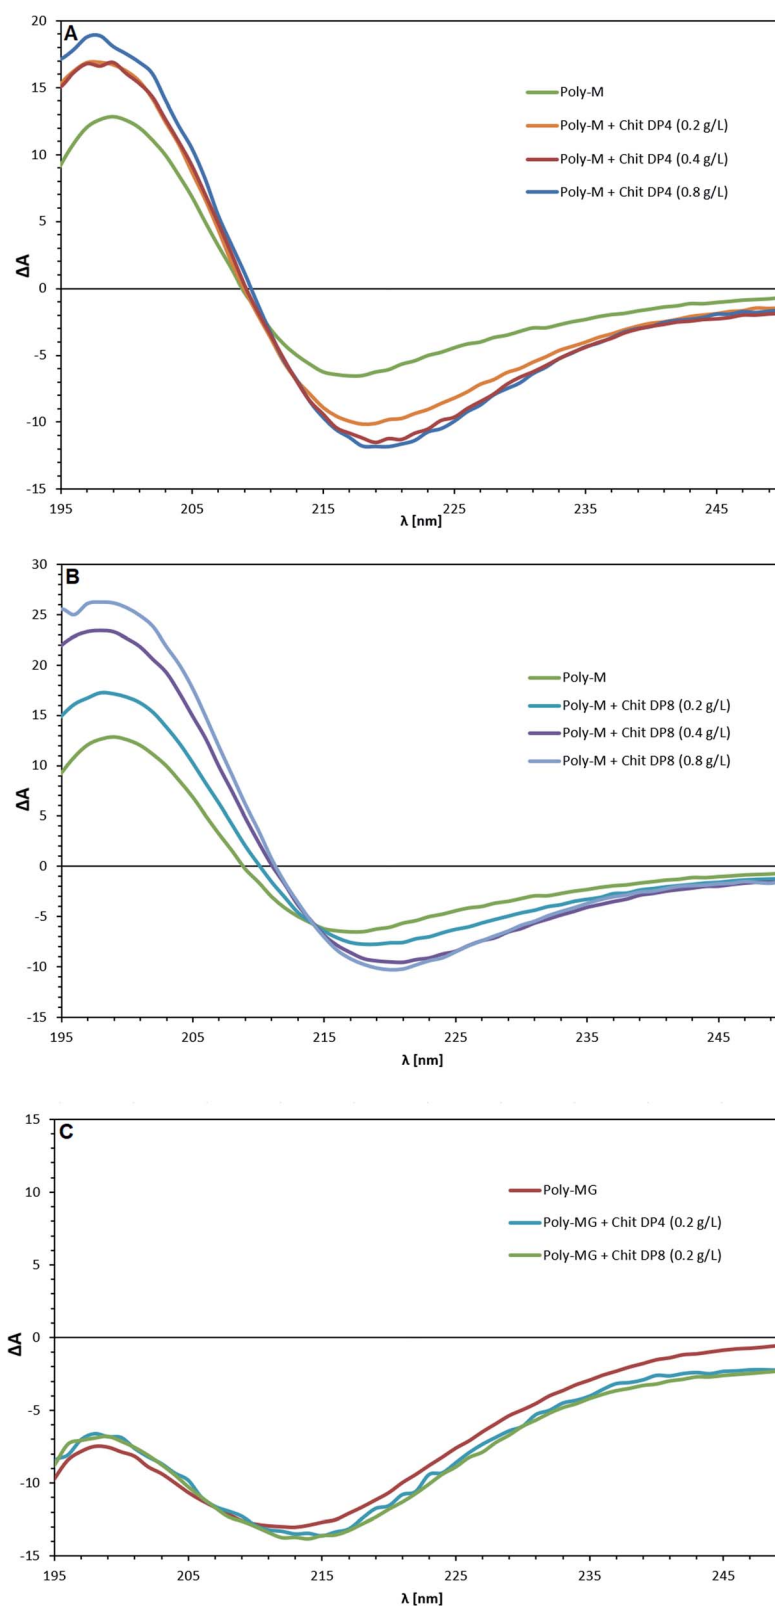 A
20
15
10
5
0
-5
-10
-15
ΔA
Poly-M
Poly-M + Chit DP4 (0.2 g/L)
Poly-M + Chit DP4 (0.4 g/L)
Poly-M + Chit DP4 (0.8 g/L)
195 205 215 225 235 245
λ [nm]
B
30
25
20
15
10
5
0
-5
-10
-15
ΔA
Poly-M
Poly-M + Chit DP8 (0.2 g/L)
Poly-M + Chit DP8 (0.4 g/L)
Poly-M + Chit DP8 (0.8 g/L)
195 205 215 225 235 245
λ [nm]
C
15
10
5
0
-5
-10
-15
ΔA
Poly-MG
Poly-MG + Chit DP4 (0.2 g/L)
Poly-MG + Chit DP8 (0.2 g/L)
195 205 215 225 235 245
λ [nm]